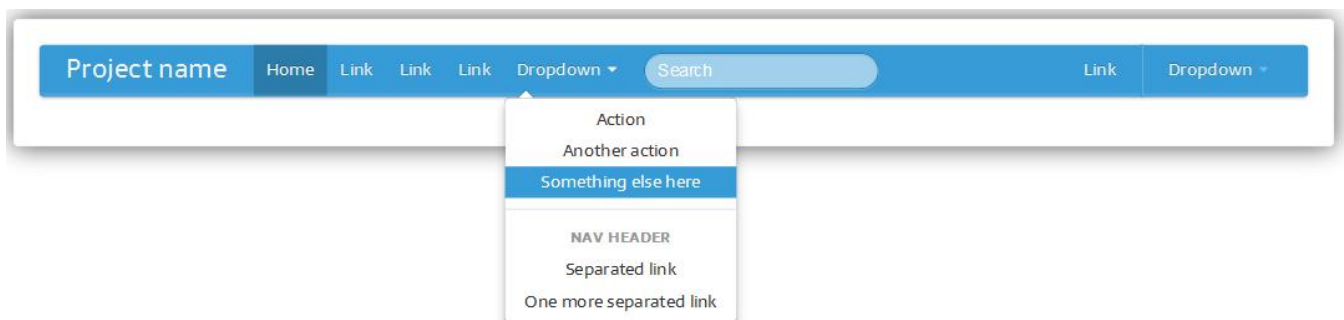 Project name Home Link Link Link Dropdown Search Link Dropdown
Action
Another action
Something else here
NAV HEADER
Separated link
One more separated link